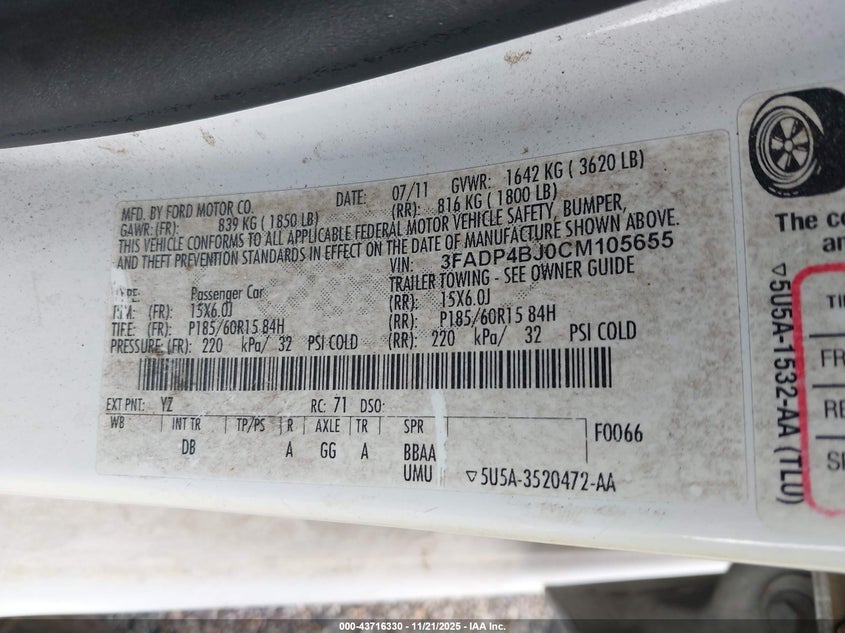 MFD. BY FORD MOTOR CO.
DATE: 07/11 GVWR: 1642 KG ( 3620 LB)
GAWR: (FR): 839 KG ( 1850 LB) (RR): 816 KG ( 1800 LB)
THIS VEHICLE CONFORMS TO ALL APPLICABLE FEDERAL MOTOR VEHICLE SAFETY, BUMPER,
AND THEFT PREVENTION STANDARDS IN EFFECT ON THE DATE OF MANUFACTURE SHOWN ABOVE.
VIN: 3FADP4BJ0CM105655
TYPE: Passenger Car TRAILER TOWING - SEE OWNER GUIDE
RIM: (FR): 15X6.0J (RR): 15X6.0J
TIRE: (FR): P185/60R15 84H (RR): P185/60R15 84H
PRESSURE: (FR): 220 kPa/ 32 PSI COLD (RR): 220 kPa/ 32 PSI COLD
EXT PNT: YZ RC: 71 DSO:
WB INT TR TP/PS R AXLE TR SPR F0066
DB A GG A BBAA
UMU ▽5U5A-3520472-AA
The co
an
▽5U5A-1532-AA (TLU)
TI
FR
RE
SP
000-43716330 - 11/21/2025 - IAA Inc.